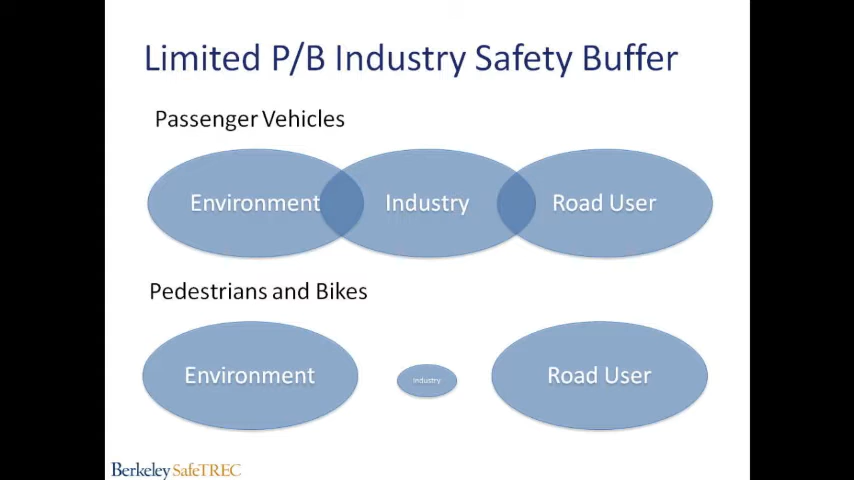 Limited P/B Industry Safety Buffer
Passenger Vehicles
Environment Industry Road User
Pedestrians and Bikes
Environment Industry Road User
Berkeley SafeTREC